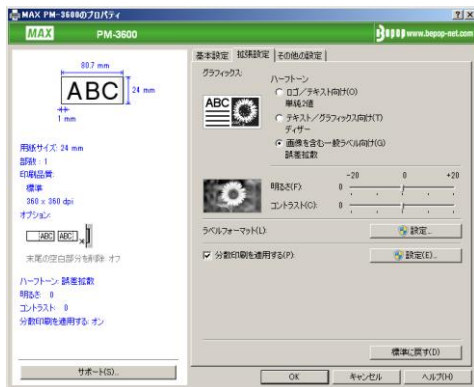 MAX PM-3600のプロパティ
MAX
PM-3600
Bepop www.bepop-net.com
80.7 mm
ABC
24 mm
1 mm
用紙サイズ: 24 mm
部数 : 1
印刷品質:
標準
360 x 360 dpi
オプション:
ABC ABC
末尾の空白部分を削除: オフ
ハーフトーン: 誤差拡散
明るさ: 0
コントラスト: 0
分散印刷を適用する: オン
サポート(S)...
基本設定 拡張設定 その他の設定
グラフィックス:
ABC
ハーフトーン
ロゴ/テキスト向け(O)
単純2値
テキスト/グラフィックス向け(T)
ディザー
画像を含む一般ラベル向け(G)
誤差拡散
-20 0 +20
明るさ(F): 0
コントラスト(C): 0
ラベルフォーマット(L): 設定...
分散印刷を適用する(P): 設定(E)...
標準に戻す(D)
OK キャンセル ヘルプ(H)